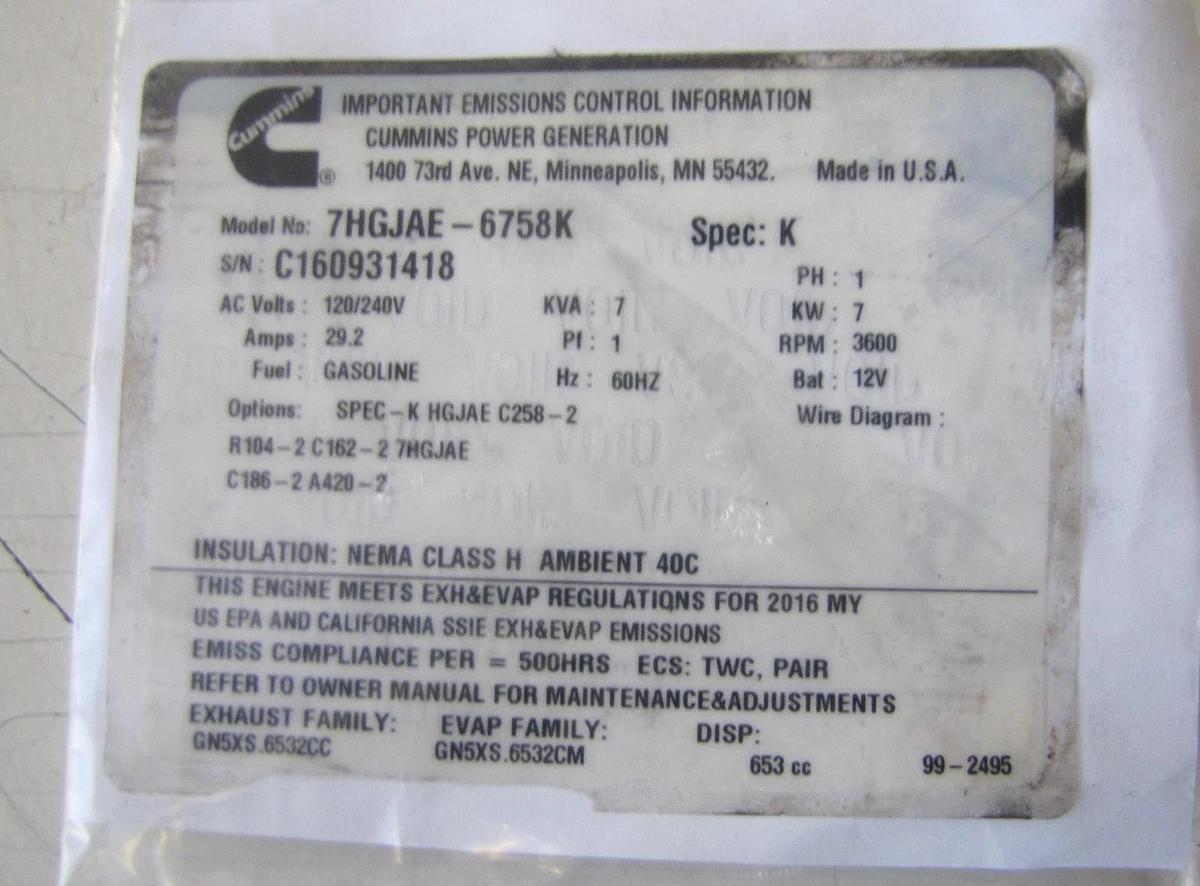 Cummins
IMPORTANT EMISSIONS CONTROL INFORMATION
CUMMINS POWER GENERATION
® 1400 73rd Ave. NE, Minneapolis, MN 55432. Made in U.S.A.
Model No: 7HGJAE - 6758K Spec: K
S/N : C160931418 PH : 1
AC Volts : 120/240V KVA : 7 KW : 7
Amps : 29.2 Pf : 1 RPM : 3600
Fuel : GASOLINE Hz : 60HZ Bat : 12V
Options: SPEC-K HGJAE C258-2 Wire Diagram :
R104-2 C162-2 7HGJAE
C186-2 A420-2
INSULATION: NEMA CLASS H AMBIENT 40C
THIS ENGINE MEETS EXH&EVAP REGULATIONS FOR 2016 MY
US EPA AND CALIFORNIA SSIE EXH&EVAP EMISSIONS
EMISS COMPLIANCE PER = 500HRS ECS: TWC, PAIR
REFER TO OWNER MANUAL FOR MAINTENANCE&ADJUSTMENTS
EXHAUST FAMILY: EVAP FAMILY: DISP:
GN5XS.6532CC GN5XS.6532CM 653 cc 99-2495